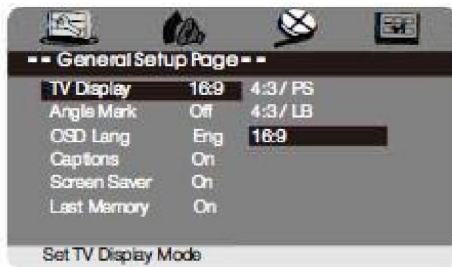 -- General Setup Page--
TV Display 16:9 4:3/ PS
Angle Mark Off 4:3/ LB
OSD Lang Eng 16:9
Captions On
Screen Saver On
Last Memory On
Set TV Display Mode